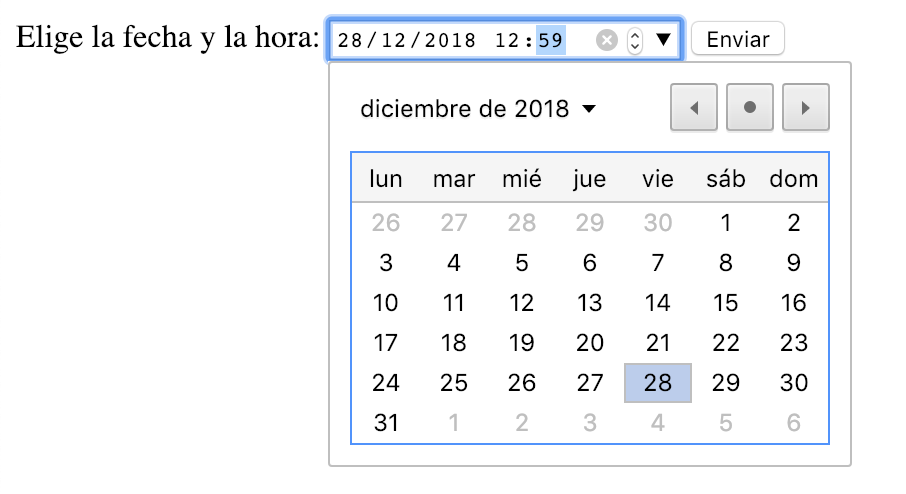 Elige la fecha y la hora: 28/12/2018 12:59 Enviar
diciembre de 2018
lun mar mié jue vie sáb dom
26 27 28 29 30 1 2
3 4 5 6 7 8 9
10 11 12 13 14 15 16
17 18 19 20 21 22 23
24 25 26 27 28 29 30
31 1 2 3 4 5 6